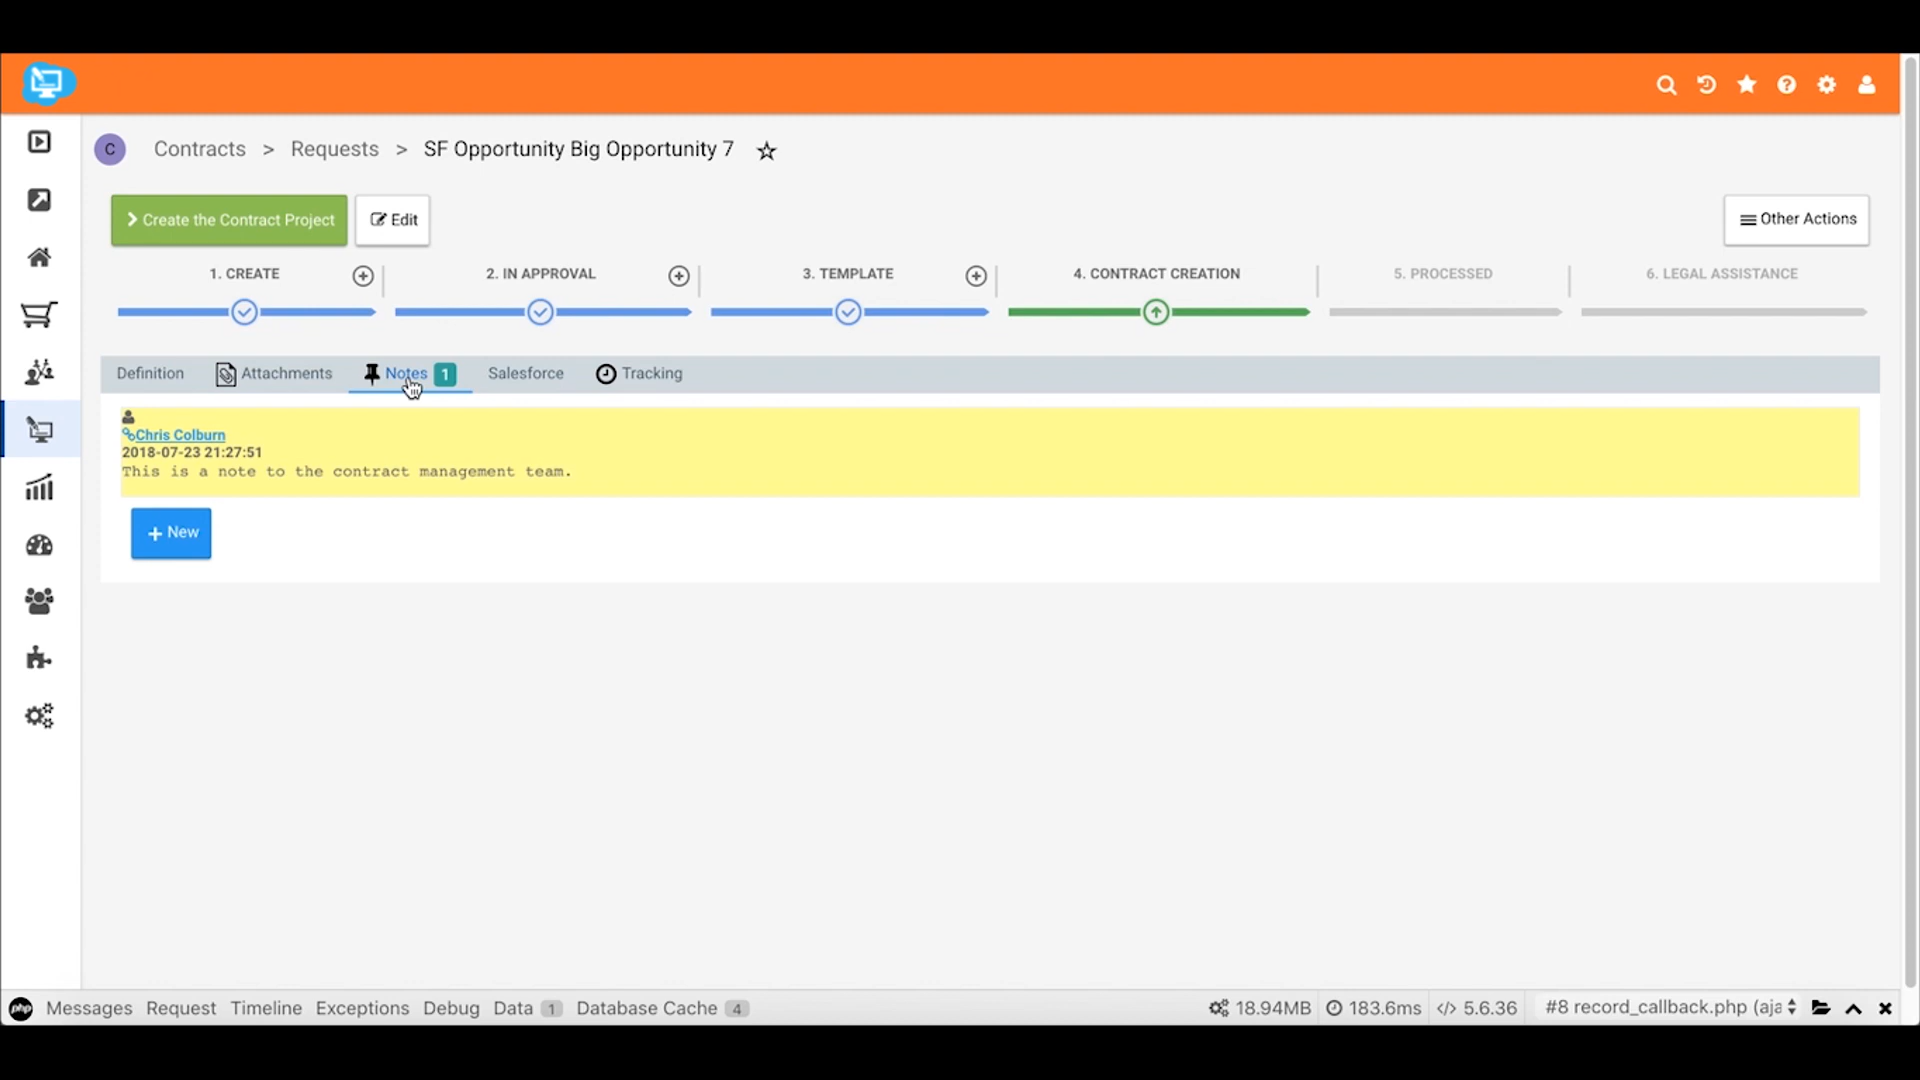 C Contracts > Requests > SF Opportunity Big Opportunity 7
Create the Contract Project
Edit
Other Actions
1. CREATE
2. IN APPROVAL
3. TEMPLATE
4. CONTRACT CREATION
5. PROCESSED
6. LEGAL ASSISTANCE
Definition
Attachments
Notes 1
Salesforce
Tracking
Chris Colburn
2018-07-23 21:27:51
This is a note to the contract management team.
+ New
php Messages Request Timeline Exceptions Debug Data 1 Database Cache 4 18.94MB 183.6ms </> 5.6.36 #8 record_callback.php (aja